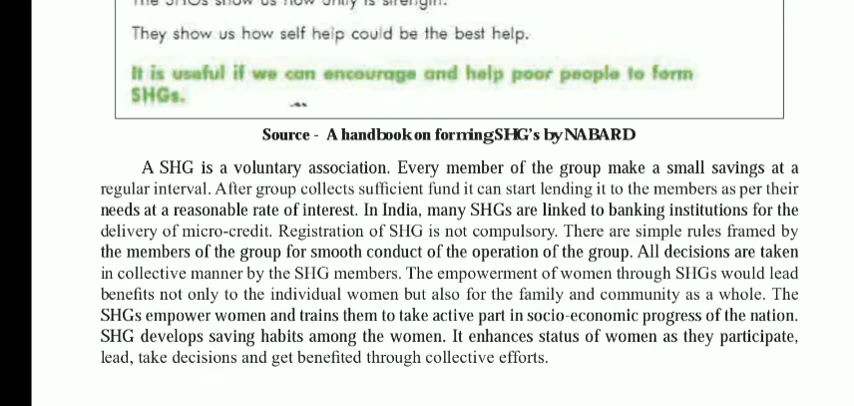 The SHGs show us how unity is strength.
They show us how self help could be the best help.
It is useful if we can encourage and help poor people to form
SHGs.
Source - A handbook on forming SHG's by NABARD
A SHG is a voluntary association. Every member of the group make a small savings at a
regular interval. After group collects sufficient fund it can start lending it to the members as per their
needs at a reasonable rate of interest. In India, many SHGs are linked to banking institutions for the
delivery of micro-credit. Registration of SHG is not compulsory. There are simple rules framed by
the members of the group for smooth conduct of the operation of the group. All decisions are taken
in collective manner by the SHG members. The empowerment of women through SHGs would lead
benefits not only to the individual women but also for the family and community as a whole. The
SHGs empower women and trains them to take active part in socio-economic progress of the nation.
SHG develops saving habits among the women. It enhances status of women as they participate,
lead, take decisions and get benefited through collective efforts.